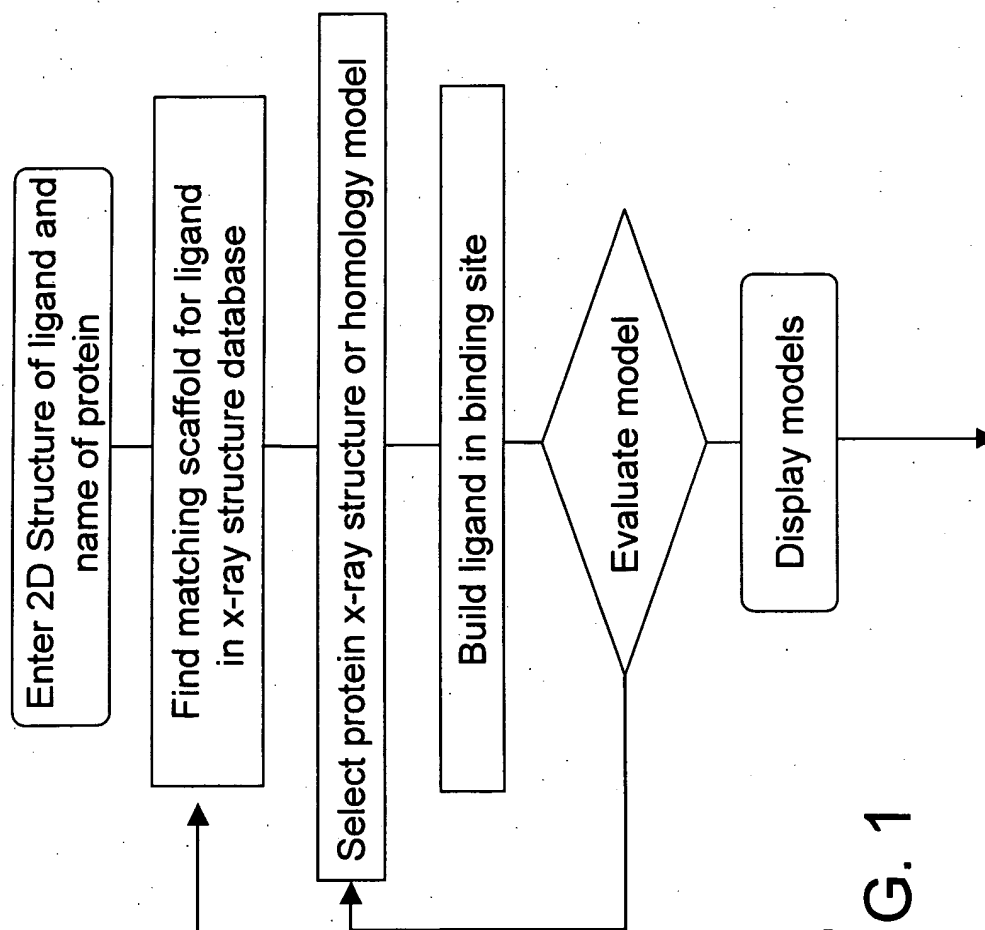 Enter 2D Structure of ligand and
name of protein
Find matching scaffold for ligand
in x-ray structure database
Select protein x-ray structure or homology model
Build ligand in binding site
Evaluate model
Display models
G. 1